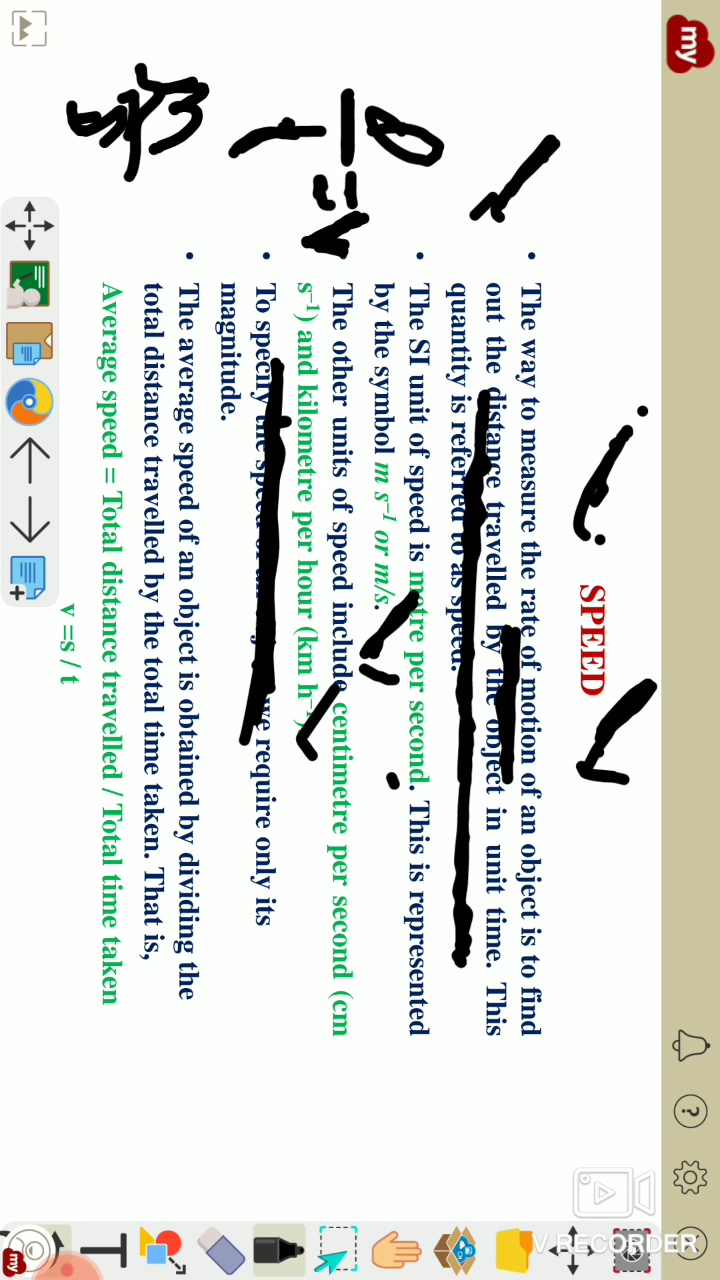 my
SPEED
• The way to measure the rate of motion of an object is to find
out the distance travelled by the object in unit time. This
quantity is referred to as speed.
• The SI unit of speed is metre per second. This is represented
by the symbol m s⁻¹ or m/s.
The other units of speed include centimetre per second (cm
s⁻¹) and kilometre per hour (km h⁻¹)
• To specify the speed of an we require only its
magnitude.
• The average speed of an object is obtained by dividing the
total distance travelled by the total time taken. That is,
Average speed = Total distance travelled / Total time taken
v =s / t
V RECORDER
my